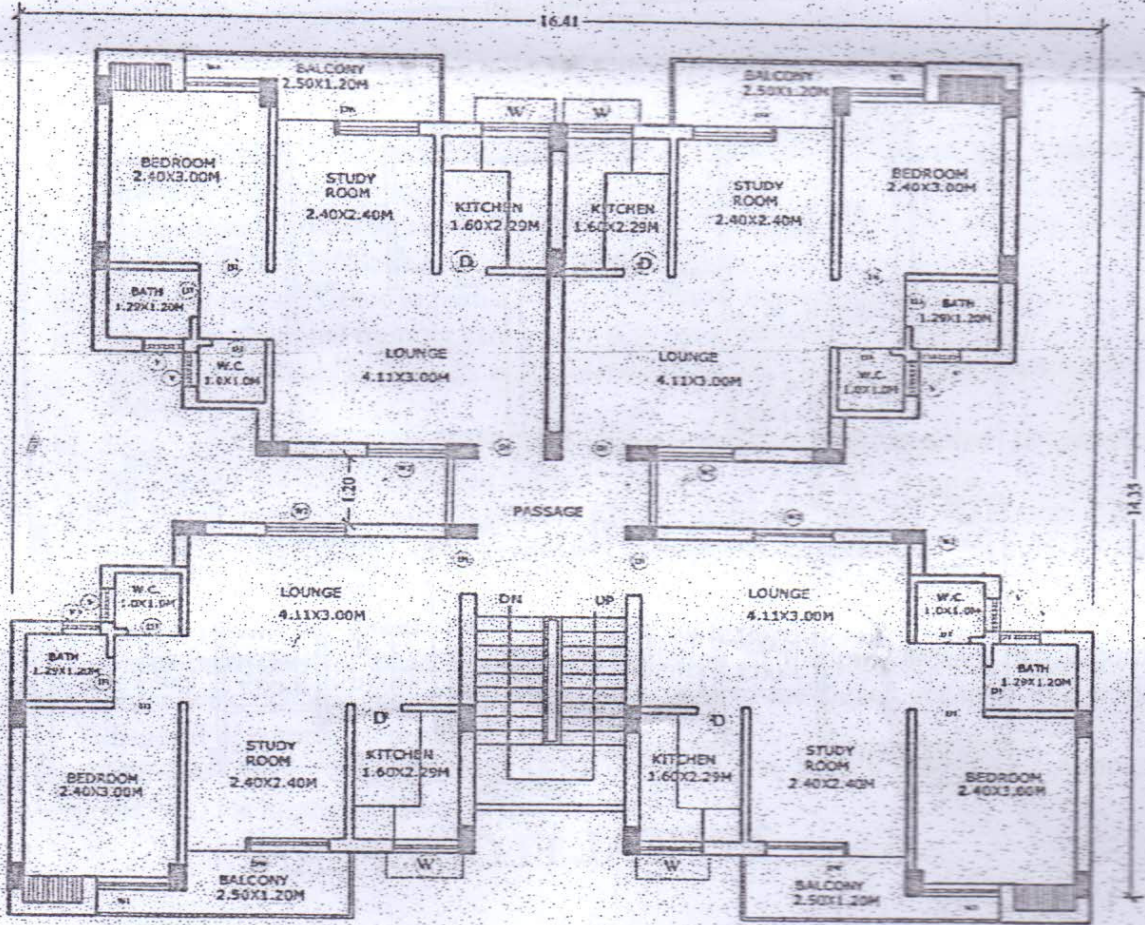 16.41
BALCONY
2.50X1.20M
BALCONY
2.50X1.20M
W
W
BEDROOM
2.40X3.00M
STUDY
ROOM
2.40X2.40M
KITCHEN
1.60X2.29M
KITCHEN
1.60X2.29M
STUDY
ROOM
2.40X2.40M
BEDROOM
2.40X3.00M
D
D
BATH
1.29X1.20M
BATH
1.29X1.20M
W.C.
1.0X1.0M
LOUNGE
4.11X3.00M
LOUNGE
4.11X3.00M
W.C.
1.0X1.0M
1.20
PASSAGE
14.35
W.C.
1.0X1.0M
LOUNGE
4.11X3.00M
DN
UP
LOUNGE
4.11X3.00M
W.C.
1.0X1.0M
BATH
1.29X1.20M
BATH
1.29X1.20M
D
D
BEDROOM
2.40X3.00M
STUDY
ROOM
2.40X2.40M
KITCHEN
1.60X2.29M
KITCHEN
1.60X2.29M
STUDY
ROOM
2.40X2.40M
BEDROOM
2.40X3.00M
W
W
BALCONY
2.50X1.20M
BALCONY
2.50X1.20M